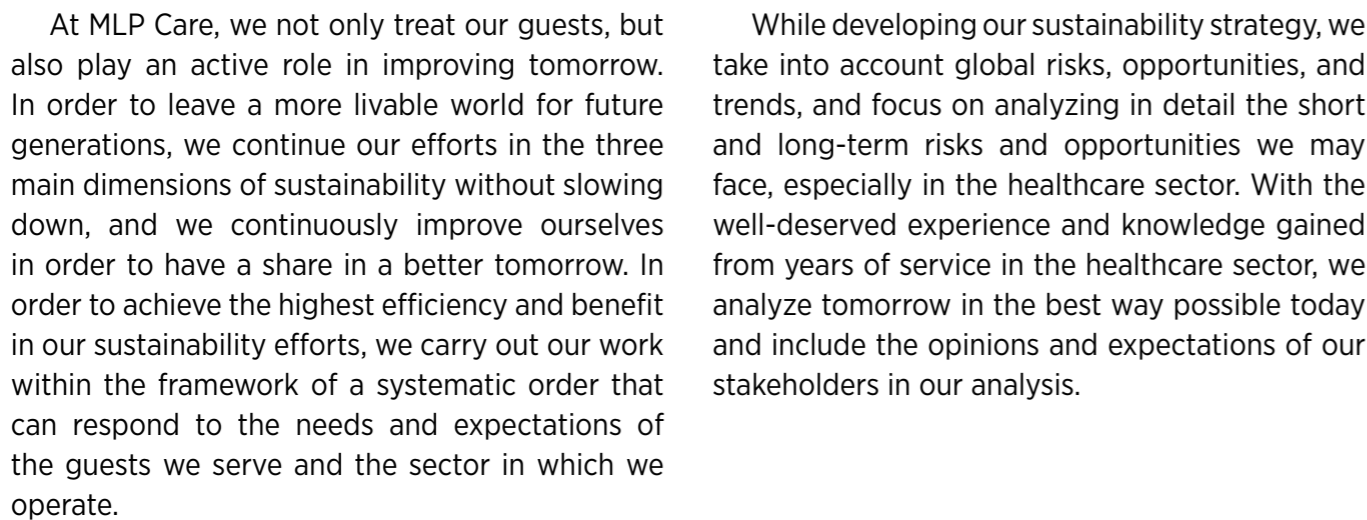 At MLP Care, we not only treat our guests, but
also play an active role in improving tomorrow.
In order to leave a more livable world for future
generations, we continue our efforts in the three
main dimensions of sustainability without slowing
down, and we continuously improve ourselves
in order to have a share in a better tomorrow. In
order to achieve the highest efficiency and benefit
in our sustainability efforts, we carry out our work
within the framework of a systematic order that
can respond to the needs and expectations of
the guests we serve and the sector in which we
operate.
While developing our sustainability strategy, we
take into account global risks, opportunities, and
trends, and focus on analyzing in detail the short
and long-term risks and opportunities we may
face, especially in the healthcare sector. With the
well-deserved experience and knowledge gained
from years of service in the healthcare sector, we
analyze tomorrow in the best way possible today
and include the opinions and expectations of our
stakeholders in our analysis.